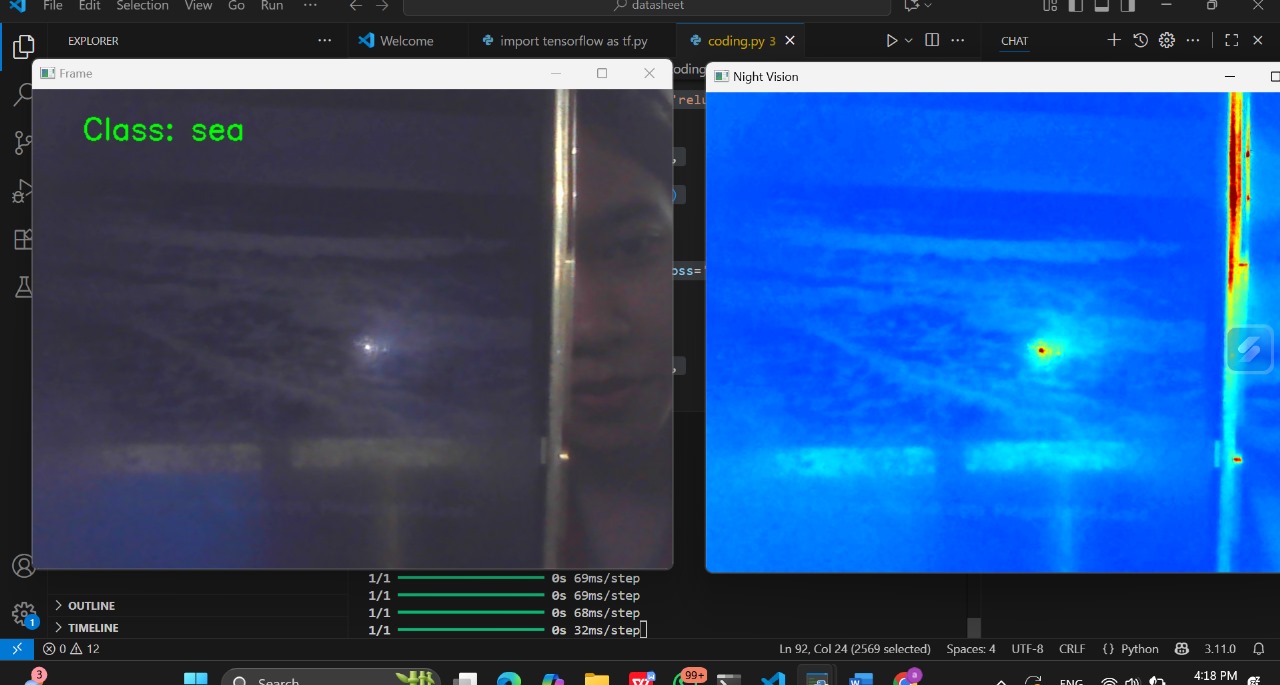 File Edit Selection View Go Run ··· datasheet
EXPLORER ··· Welcome import tensorflow as tf.py coding.py 3 CHAT ···
Frame
Night Vision
coding
'relu
Class: sea
,
)
oss='
,
1/1 0s 69ms/step
1/1 0s 69ms/step
1/1 0s 68ms/step
1/1 0s 32ms/step
OUTLINE
TIMELINE
1
0 12 Ln 92, Col 24 (2569 selected) Spaces: 4 UTF-8 CRLF {} Python 3.11.0
3 Search 99+ a ENG 4:18 PM